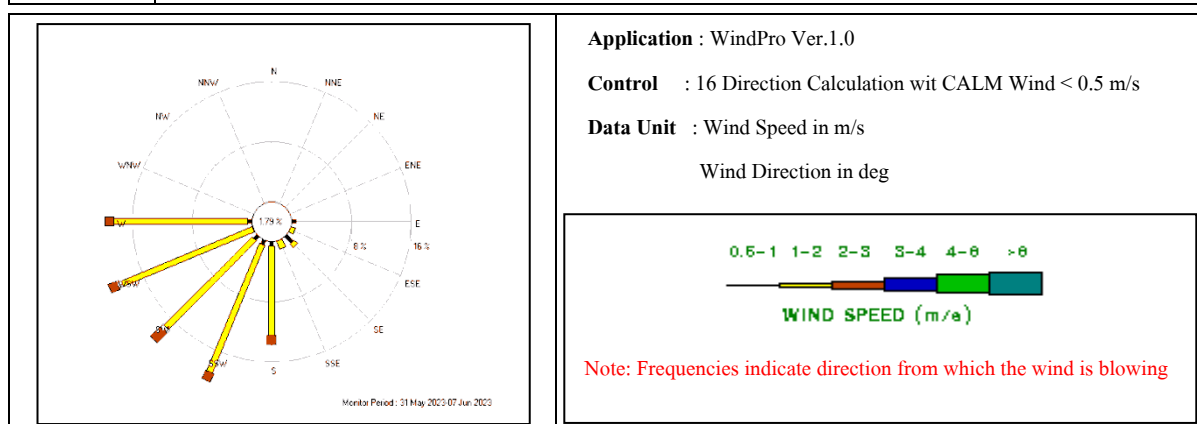 N
NNW
NNE
NW
NE
WNW
ENE
1.79 %
W
E
8 %
16 %
WSW
ESE
SW
SE
SSW
SSE
S
Monitor Period : 31 May 2023-07 Jun 2023
Application : WindPro Ver.1.0
Control : 16 Direction Calculation wit CALM Wind < 0.5 m/s
Data Unit : Wind Speed in m/s
Wind Direction in deg
0.5-1 1-2 2-3 3-4 4-6 >6
WIND SPEED (m/s)
Note: Frequencies indicate direction from which the wind is blowing